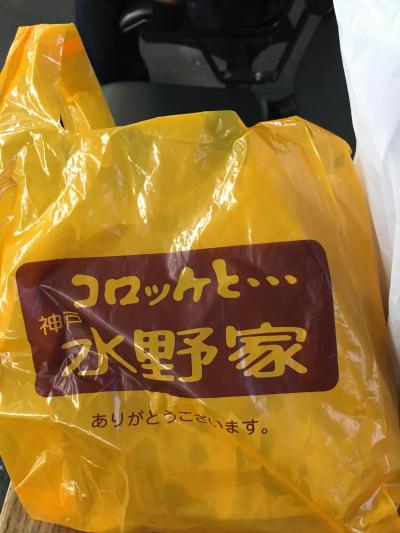 コロッケと・・・
神戸
水野家
ありがとうございます。